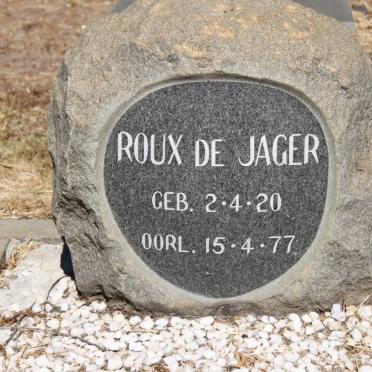 ROUX DE JAGER
GEB. 2·4·20
OORL. 15·4·77